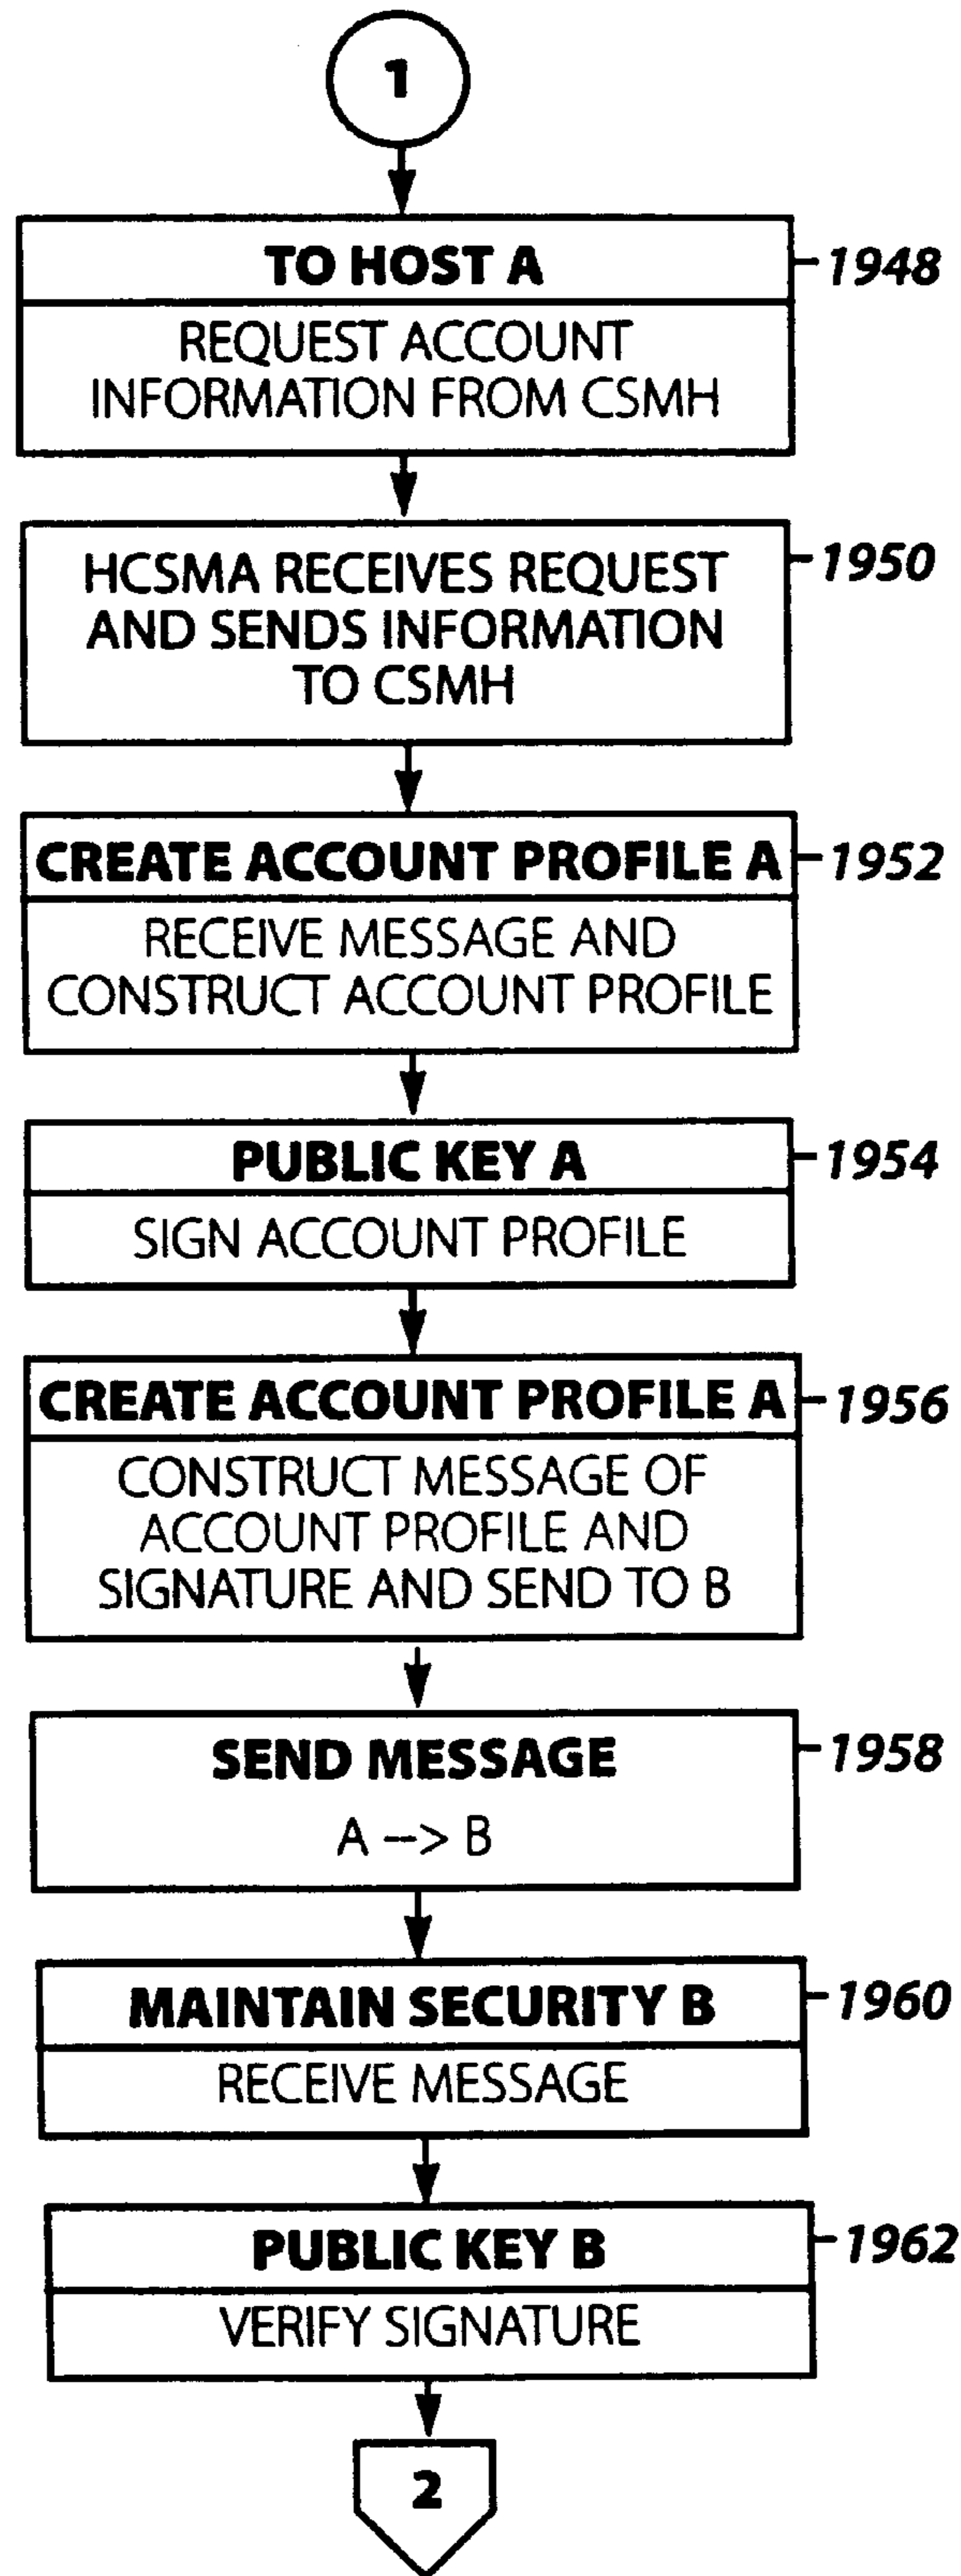 1
TO HOST A
1948
REQUEST ACCOUNT
INFORMATION FROM CSMH
HCSMA RECEIVES REQUEST
1950
AND SENDS INFORMATION
TO CSMH
CREATE ACCOUNT PROFILE A
1952
RECEIVE MESSAGE AND
CONSTRUCT ACCOUNT PROFILE
PUBLIC KEY A
1954
SIGN ACCOUNT PROFILE
CREATE ACCOUNT PROFILE A
1956
CONSTRUCT MESSAGE OF
ACCOUNT PROFILE AND
SIGNATURE AND SEND TO B
SEND MESSAGE
1958
A --> B
MAINTAIN SECURITY B
1960
RECEIVE MESSAGE
PUBLIC KEY B
1962
VERIFY SIGNATURE
2